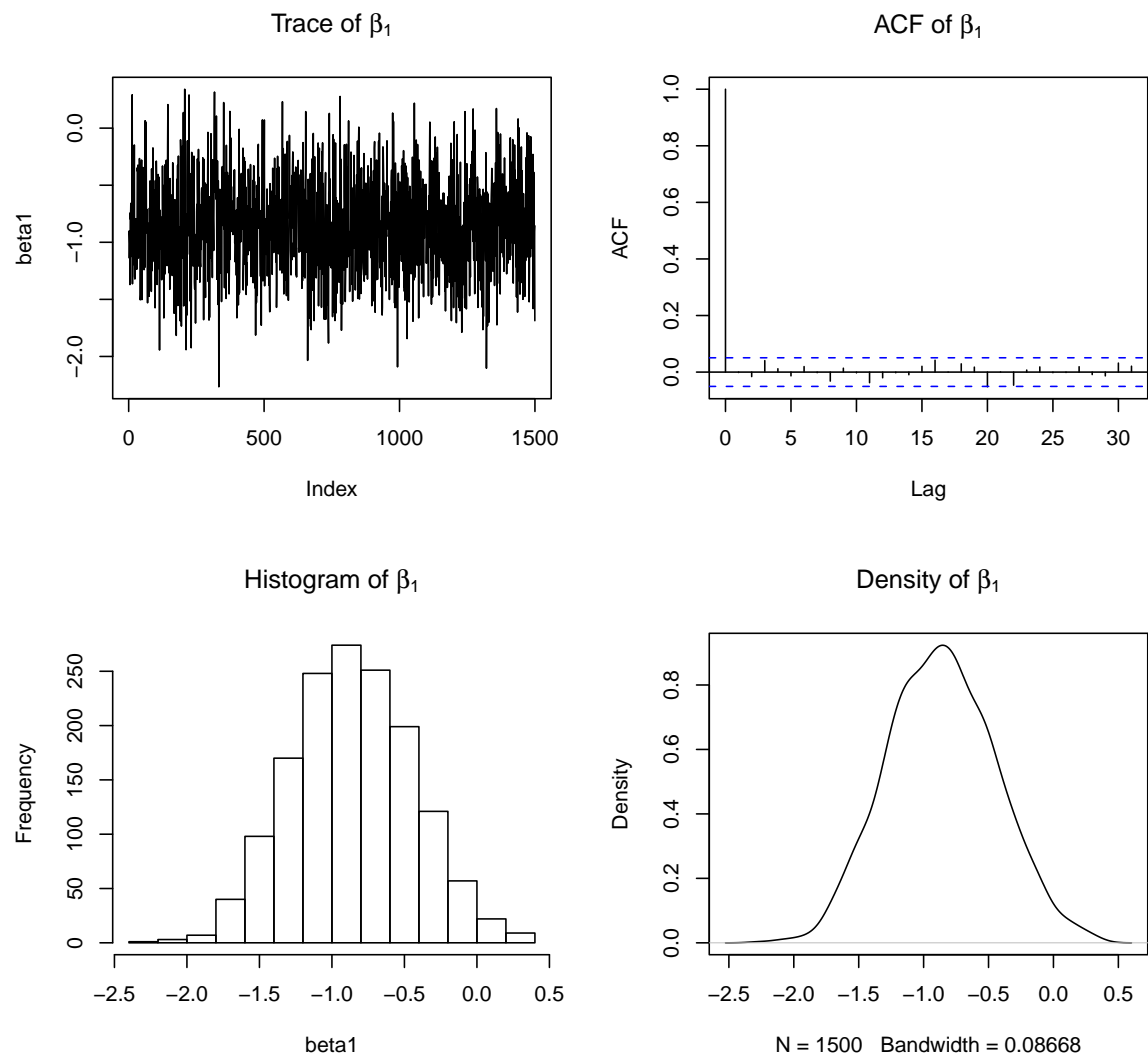 Trace of β1
0.0
−1.0
−2.0
beta1
0 500 1000 1500
Index
ACF of β1
1.0
0.8
0.6
0.4
0.2
0.0
ACF
0 5 10 15 20 25 30
Lag
Histogram of β1
250
200
150
100
50
0
Frequency
−2.5 −2.0 −1.5 −1.0 −0.5 0.0 0.5
beta1
Density of β1
0.8
0.6
0.4
0.2
0.0
Density
−2.5 −2.0 −1.5 −1.0 −0.5 0.0 0.5
N = 1500 Bandwidth = 0.08668